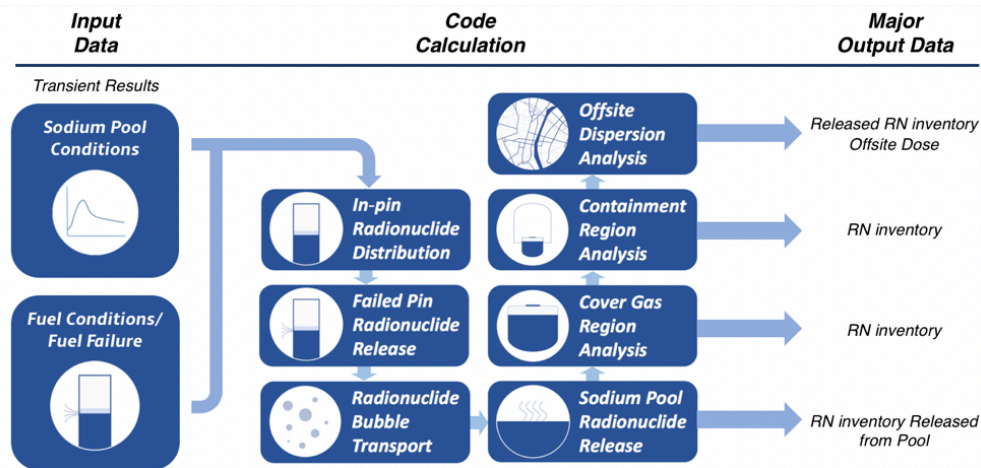 Input
Data
Code
Calculation
Major
Output Data
Transient Results
Sodium Pool
Conditions
Fuel Conditions/
Fuel Failure
In-pin
Radionuclide
Distribution
Failed Pin
Radionuclide
Release
Radionuclide
Bubble
Transport
Sodium Pool
Radionuclide
Release
Cover Gas
Region
Analysis
Containment
Region
Analysis
Offsite
Dispersion
Analysis
Released RN inventory
Offsite Dose
RN inventory
RN inventory
RN inventory Released
from Pool